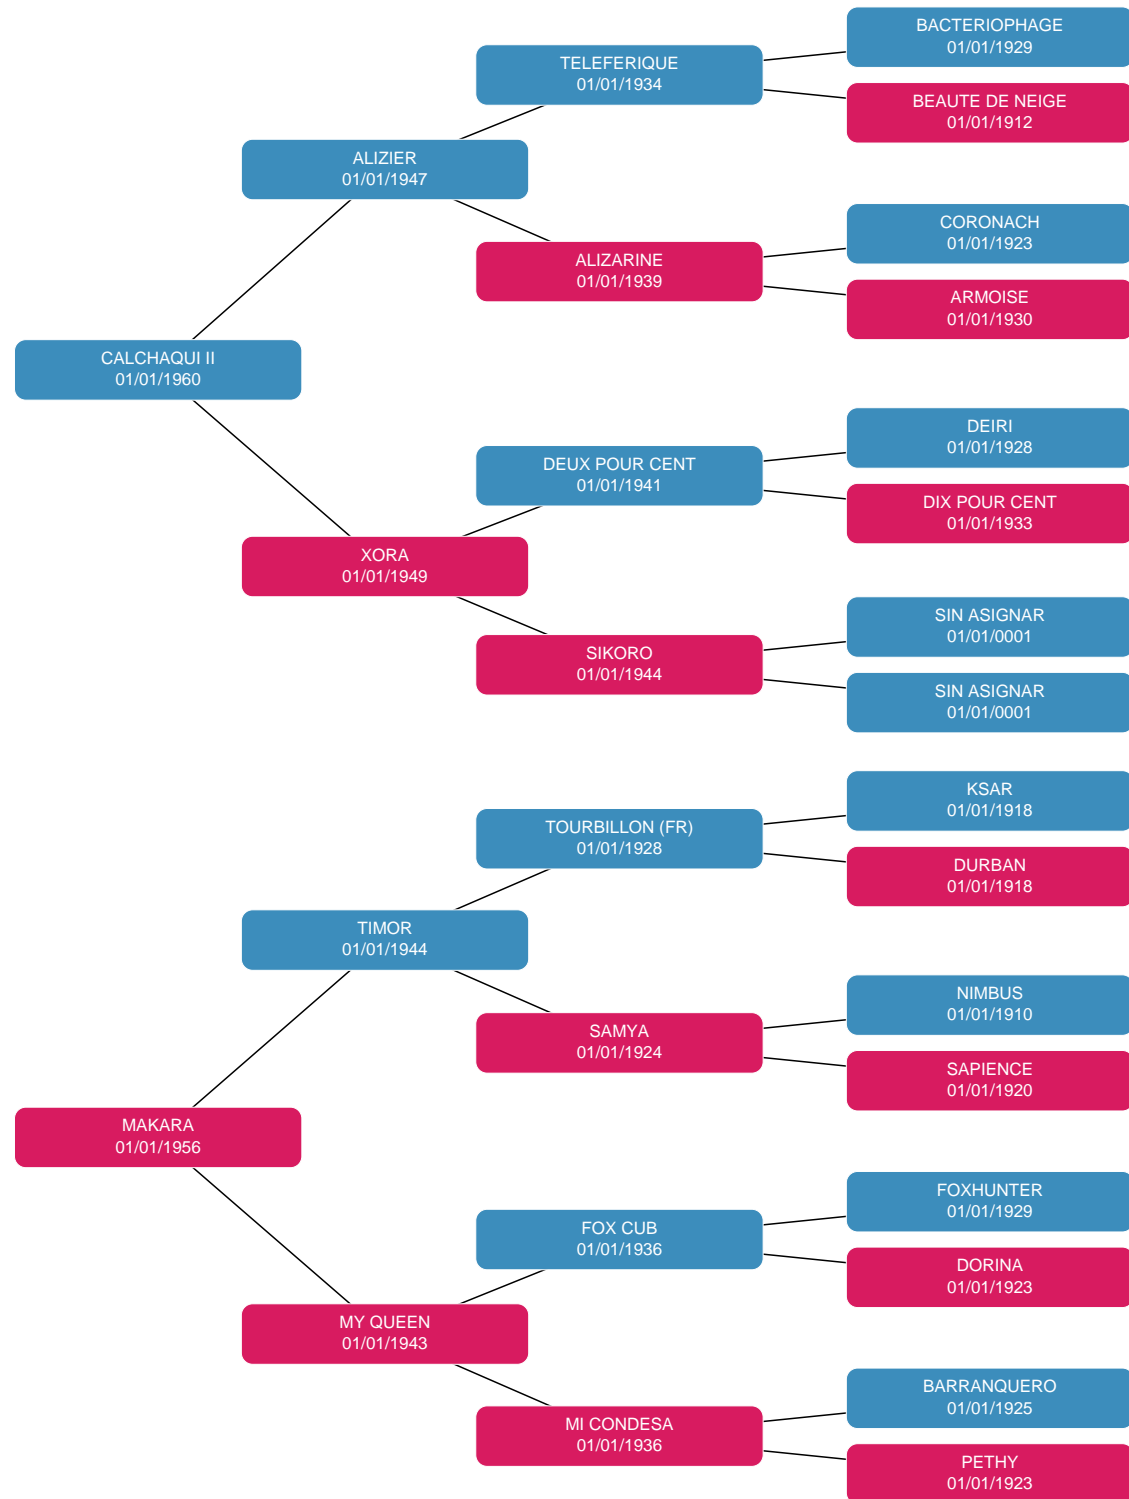 BACTERIOPHAGE
01/01/1929
TELEFERIQUE
01/01/1934
BEAUTE DE NEIGE
01/01/1912
ALIZIER
01/01/1947
CORONACH
01/01/1923
ALIZARINE
01/01/1939
ARMOISE
01/01/1930
CALCHAQUI II
01/01/1960
DEIRI
01/01/1928
DEUX POUR CENT
01/01/1941
DIX POUR CENT
01/01/1933
XORA
01/01/1949
SIN ASIGNAR
01/01/0001
SIKORO
01/01/1944
SIN ASIGNAR
01/01/0001
KSAR
01/01/1918
TOURBILLON (FR)
01/01/1928
DURBAN
01/01/1918
TIMOR
01/01/1944
NIMBUS
01/01/1910
SAMYA
01/01/1924
SAPIENCE
01/01/1920
MAKARA
01/01/1956
FOXHUNTER
01/01/1929
FOX CUB
01/01/1936
DORINA
01/01/1923
MY QUEEN
01/01/1943
BARRANQUERO
01/01/1925
MI CONDESA
01/01/1936
PETHY
01/01/1923